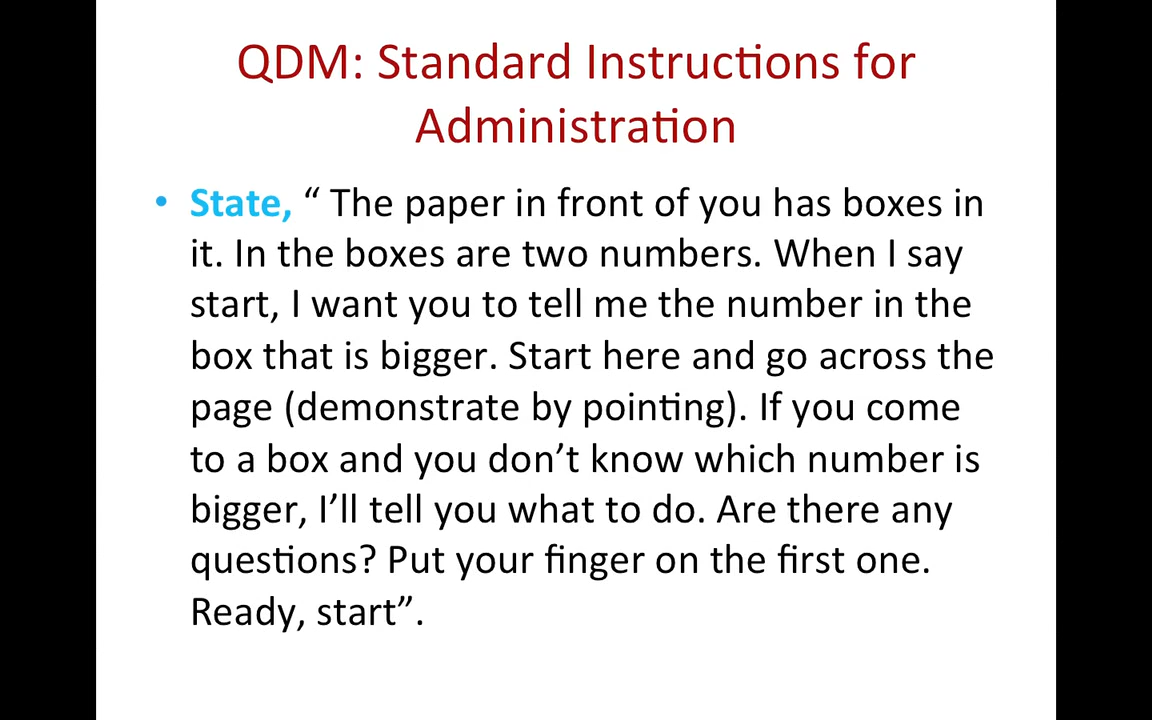 QDM: Standard Instructions for
Administration
• State, “ The paper in front of you has boxes in
it. In the boxes are two numbers. When I say
start, I want you to tell me the number in the
box that is bigger. Start here and go across the
page (demonstrate by pointing). If you come
to a box and you don’t know which number is
bigger, I’ll tell you what to do. Are there any
questions? Put your finger on the first one.
Ready, start”.